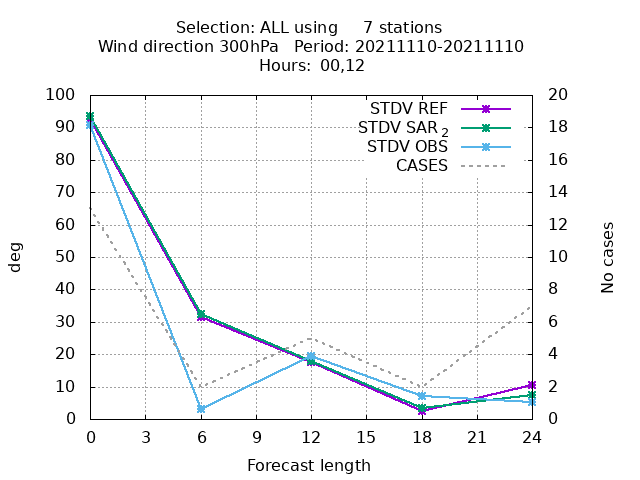 Selection: ALL using     7 stations
Wind direction 300hPa   Period: 20211110-20211110
Hours:  00,12
STDV REF
STDV SAR2
STDV OBS
CASES
100
90
80
70
60
50
40
30
20
10
0
20
18
16
14
12
10
8
6
4
2
0
deg
No cases
0 3 6 9 12 15 18 21 24
Forecast length